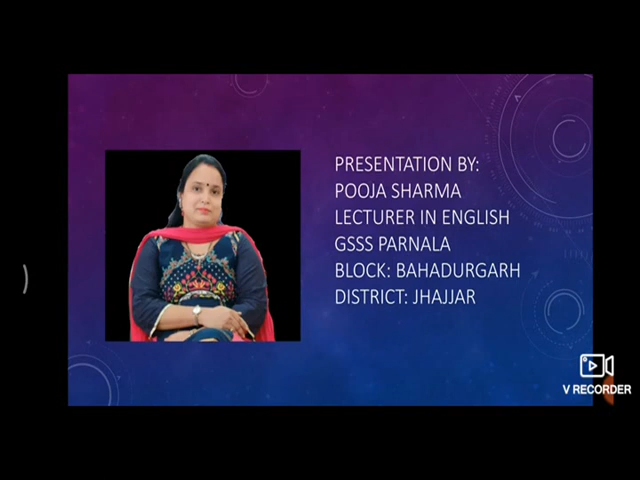 PRESENTATION BY:
POOJA SHARMA
LECTURER IN ENGLISH
GSSS PARNALA
BLOCK: BAHADURGARH
DISTRICT: JHAJJAR
V RECORDER